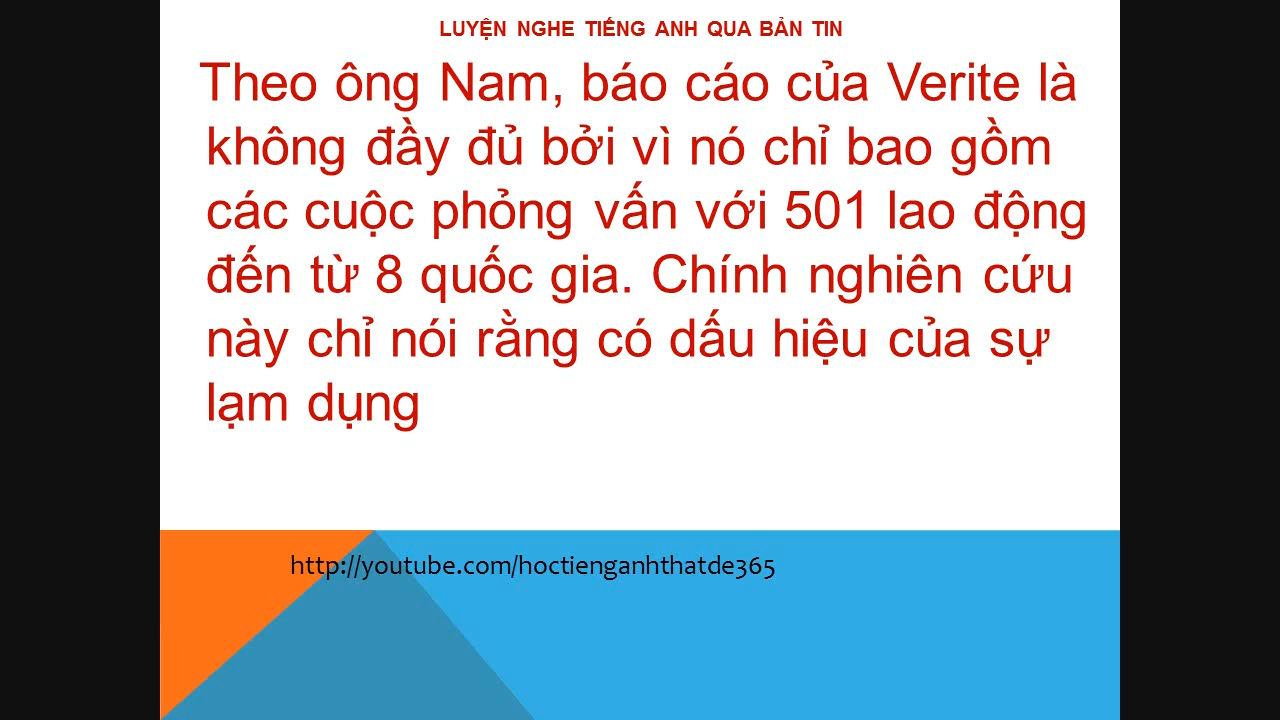 LUYỆN NGHE TIẾNG ANH QUA BẢN TIN
Theo ông Nam, báo cáo của Verite là
không đầy đủ bởi vì nó chỉ bao gồm
các cuộc phỏng vấn với 501 lao động
đến từ 8 quốc gia. Chính nghiên cứu
này chỉ nói rằng có dấu hiệu của sự
lạm dụng
http://youtube.com/hoctienganhthatde365